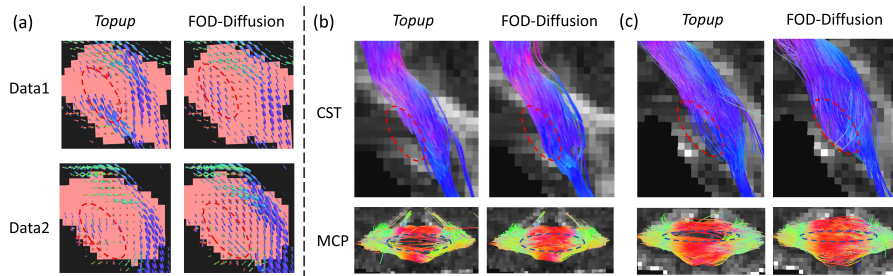 (a) Topup FOD-Diffusion
Data1
Data2
(b) Topup FOD-Diffusion
CST
MCP
(c) Topup FOD-Diffusion